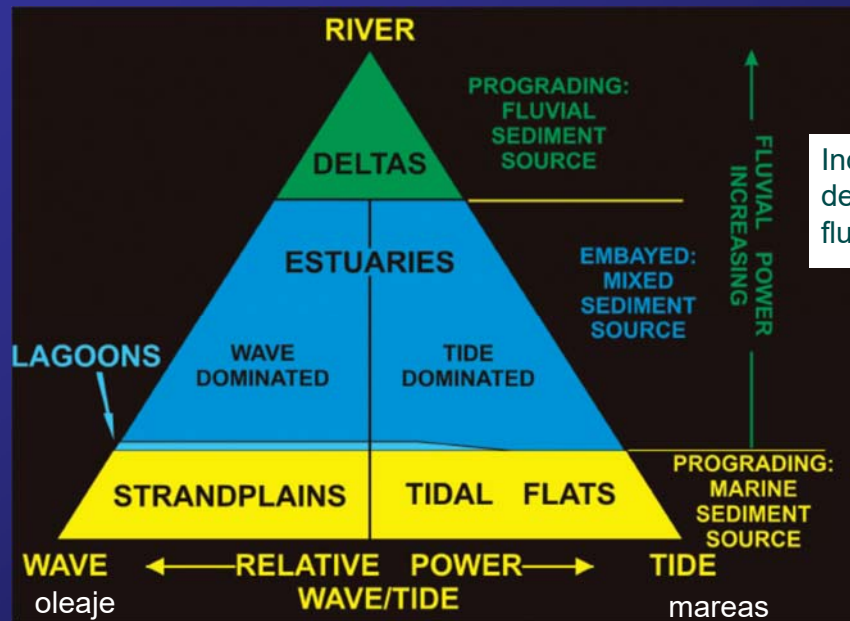 RIVER
PROGRADING:
FLUVIAL
SEDIMENT
SOURCE
DELTAS
FLUVIAL POWER
INCREASING
ESTUARIES
EMBAYED:
MIXED
SEDIMENT
SOURCE
LAGOONS
WAVE
DOMINATED
TIDE
DOMINATED
STRANDPLAINS
TIDAL FLATS
PROGRADING:
MARINE
SEDIMENT
SOURCE
WAVE
RELATIVE POWER
WAVE/TIDE
TIDE
oleaje
mareas